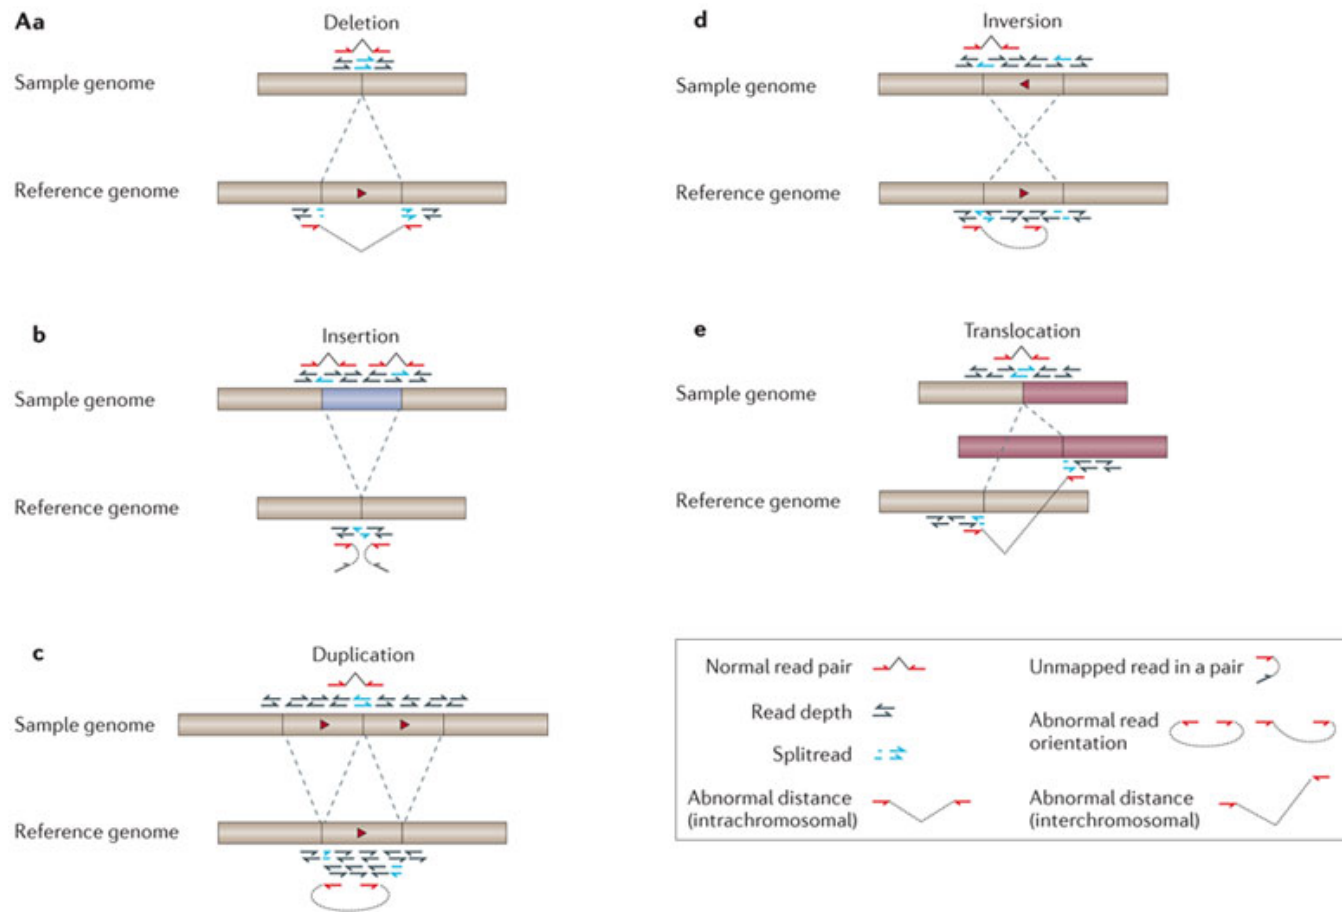 Aa
Deletion
Sample genome
Reference genome
b
Insertion
Sample genome
Reference genome
c
Duplication
Sample genome
Reference genome
d
Inversion
Sample genome
Reference genome
e
Translocation
Sample genome
Reference genome
Normal read pair
Read depth
Splitread
Abnormal distance
(intrachromosomal)
Unmapped read in a pair
Abnormal read
orientation
Abnormal distance
(interchromosomal)